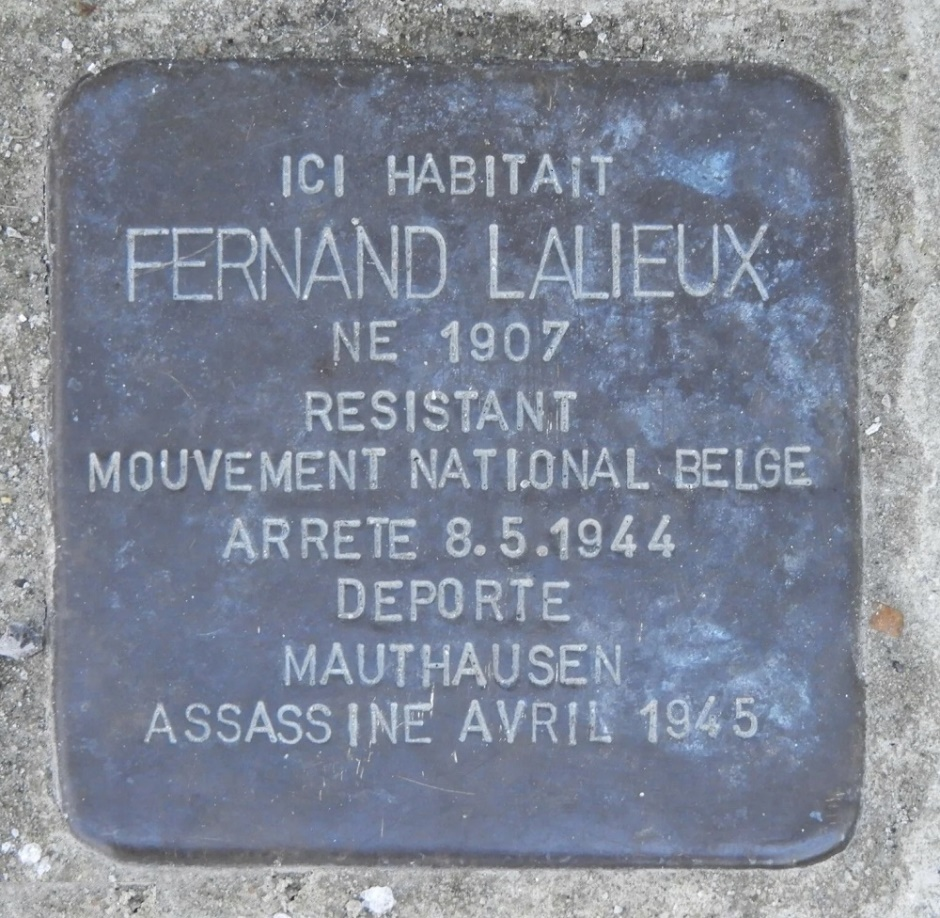 ICI HABITAIT
FERNAND LALIEUX
NE 1907
RESISTANT
MOUVEMENT NATIONAL BELGE
ARRETE 8.5.1944
DEPORTE
MAUTHAUSEN
ASSASSINE AVRIL 1945